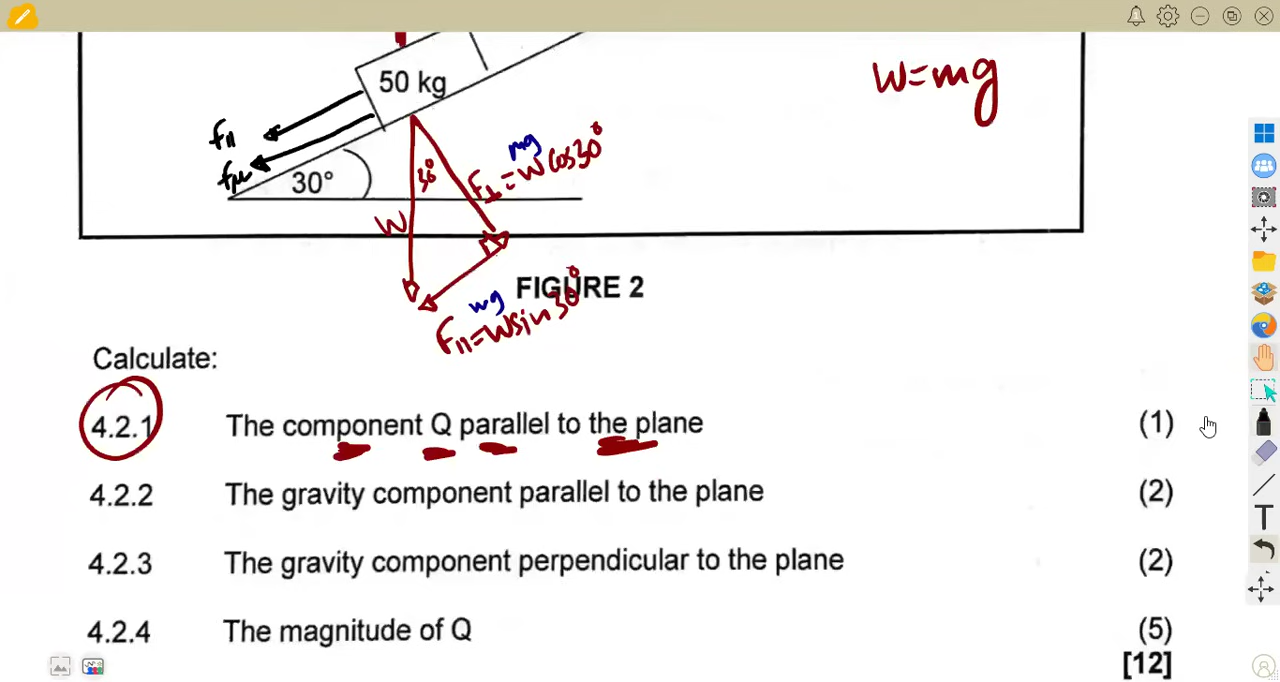 50 kg
W=mg
f||
fμ
30°
30°
mg
F⊥=Wcos30°
W
FIGURE 2
mg
F||=Wsin30°
Calculate:
4.2.1 The component Q parallel to the plane (1)
4.2.2 The gravity component parallel to the plane (2)
4.2.3 The gravity component perpendicular to the plane (2)
4.2.4 The magnitude of Q (5)
[12]
T